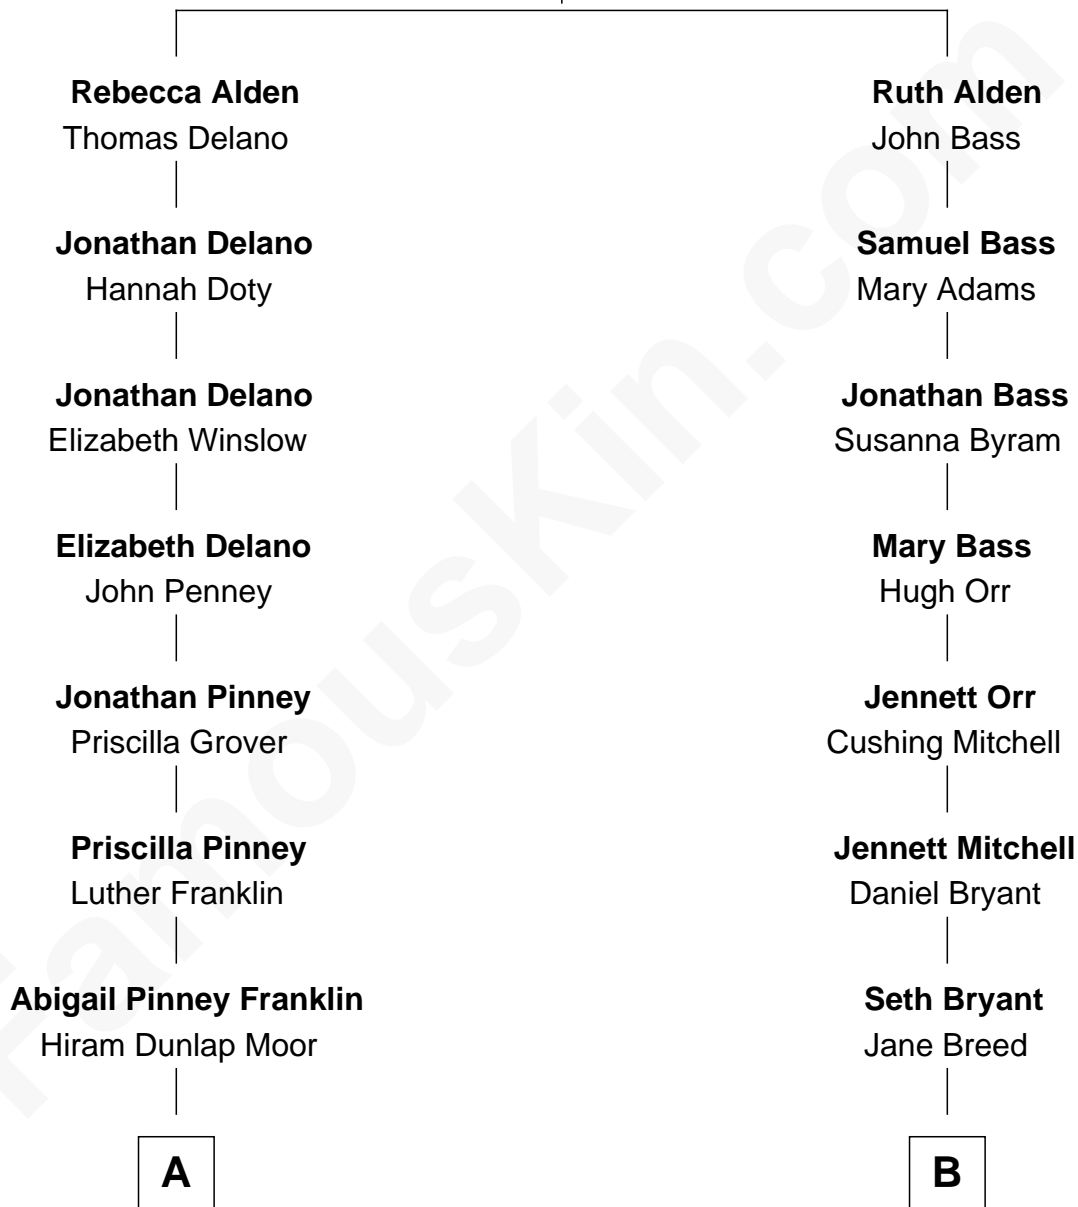 Rebecca Alden
Thomas Delano
Ruth Alden
John Bass
Jonathan Delano
Hannah Doty
Samuel Bass
Mary Adams
Jonathan Delano
Elizabeth Winslow
Jonathan Bass
Susanna Byram
Elizabeth Delano
John Penney
Mary Bass
Hugh Orr
Jonathan Pinney
Priscilla Grover
Jennett Orr
Cushing Mitchell
Priscilla Pinney
Luther Franklin
Jennett Mitchell
Daniel Bryant
Abigail Pinney Franklin
Hiram Dunlap Moor
Seth Bryant
Jane Breed
A
B
FamousKin.com